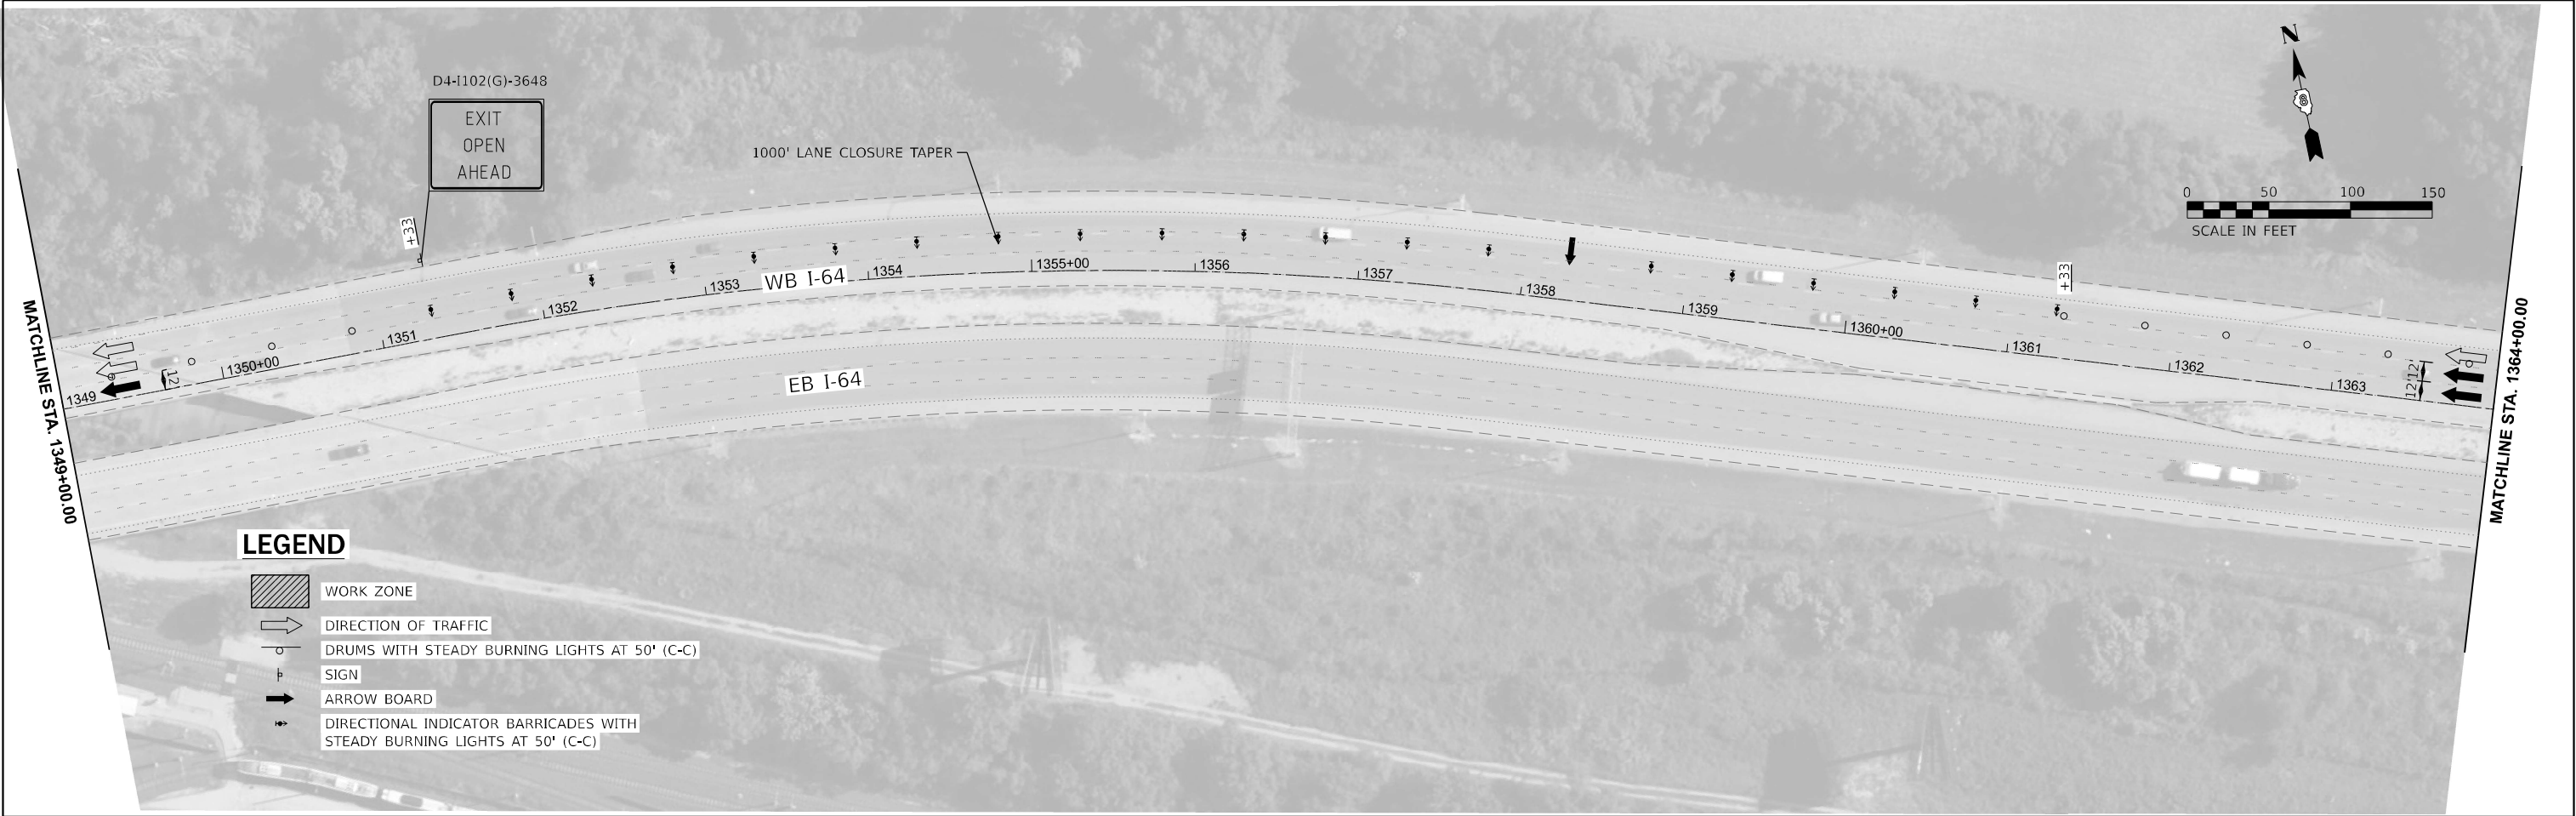 D4-I102(G)-3648
EXIT
OPEN
AHEAD
1000' LANE CLOSURE TAPER
N
0 50 100 150
SCALE IN FEET
+33
+33
WB I-64
1349
1350+00
1351
1352
1353
1354
1355+00
1356
1357
1358
1359
1360+00
1361
1362
1363
12'
12'
12'
EB I-64
MATCHLINE STA. 1349+00.00
MATCHLINE STA. 1364+00.00
LEGEND
WORK ZONE
DIRECTION OF TRAFFIC
DRUMS WITH STEADY BURNING LIGHTS AT 50' (C-C)
SIGN
ARROW BOARD
DIRECTIONAL INDICATOR BARRICADES WITH
STEADY BURNING LIGHTS AT 50' (C-C)